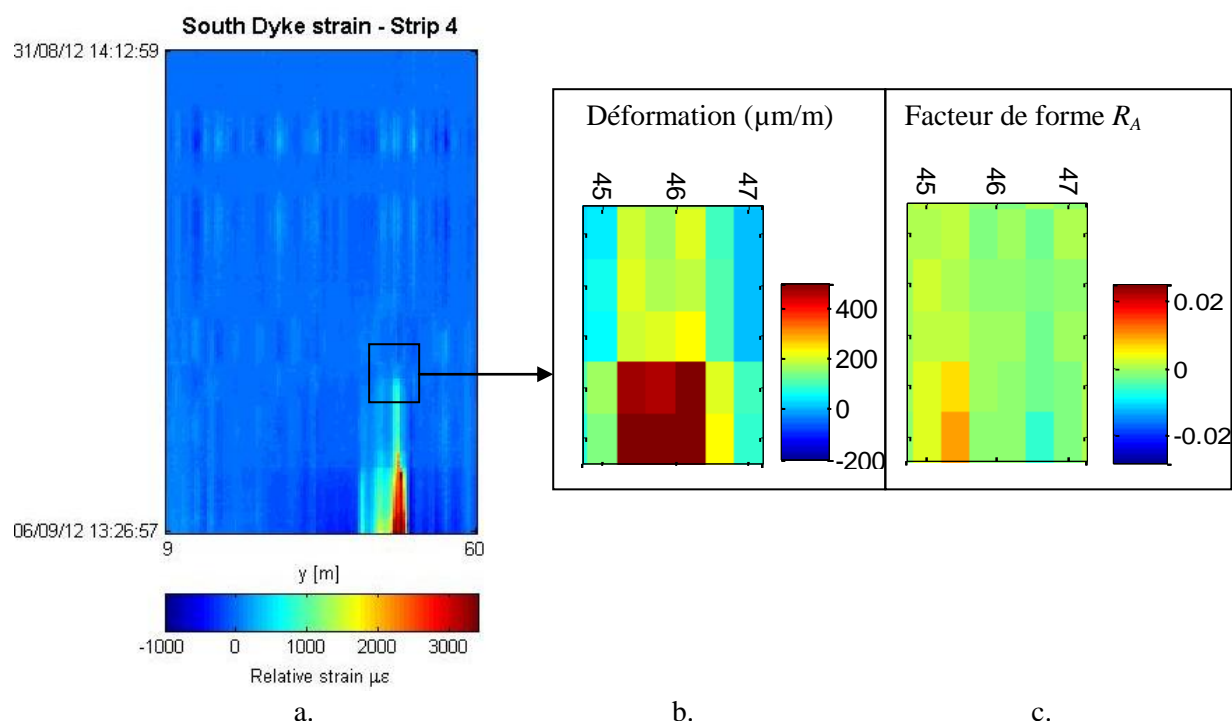 South Dyke strain - Strip 4
31/08/12 14:12:59
06/09/12 13:26:57
9
60
y [m]
-1000
0
1000
2000
3000
Relative strain µε
a.
Déformation (µm/m)
45
46
47
400
200
0
-200
b.
Facteur de forme R_A
45
46
47
0.02
0
-0.02
c.